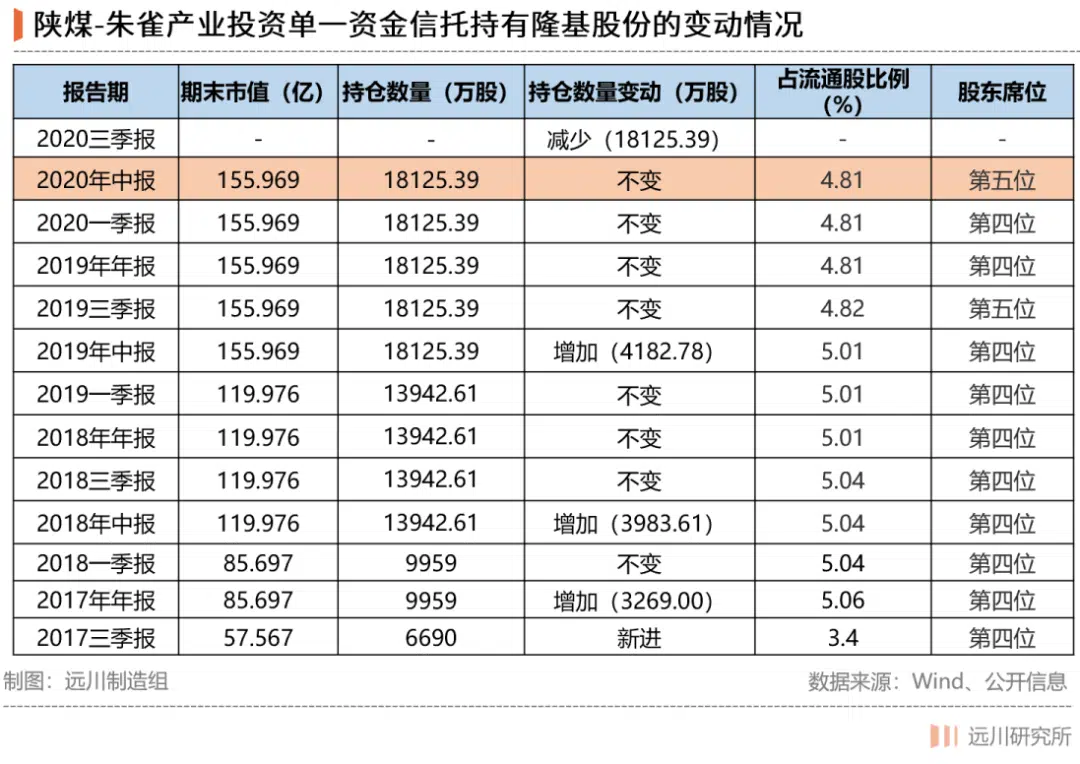 陕煤-朱雀产业投资单一资金信托持有隆基股份的变动情况
报告期 期末市值（亿） 持仓数量（万股） 持仓数量变动（万股） 占流通股比例（%） 股东席位
2020三季报 - - 减少（18125.39） - -
2020年中报 155.969 18125.39 不变 4.81 第五位
2020一季报 155.969 18125.39 不变 4.81 第四位
2019年年报 155.969 18125.39 不变 4.81 第四位
2019三季报 155.969 18125.39 不变 4.82 第五位
2019年中报 155.969 18125.39 增加（4182.78） 5.01 第四位
2019一季报 119.976 13942.61 不变 5.01 第四位
2018年年报 119.976 13942.61 不变 5.01 第四位
2018三季报 119.976 13942.61 不变 5.04 第四位
2018年中报 119.976 13942.61 增加（3983.61） 5.04 第四位
2018一季报 85.697 9959 不变 5.04 第四位
2017年年报 85.697 9959 增加（3269.00） 5.06 第四位
2017三季报 57.567 6690 新进 3.4 第四位
制图：远川制造组 数据来源：Wind、公开信息
远川研究所